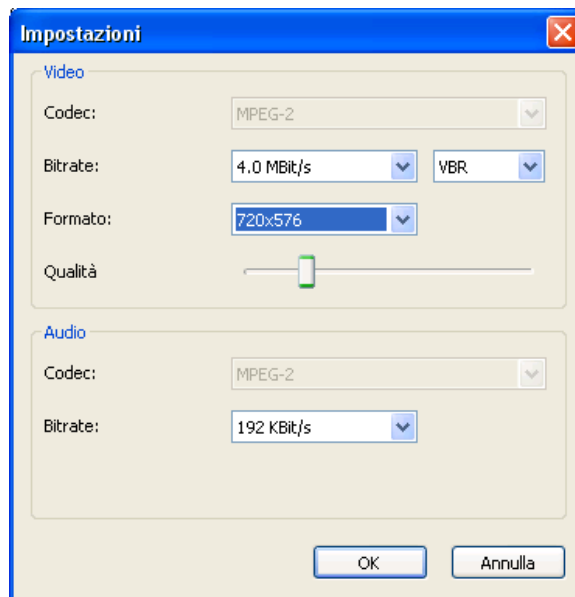 Impostazioni
Video
Codec: MPEG-2
Bitrate: 4.0 MBit/s VBR
Formato: 720x576
Qualità
Audio
Codec: MPEG-2
Bitrate: 192 KBit/s
OK Annulla